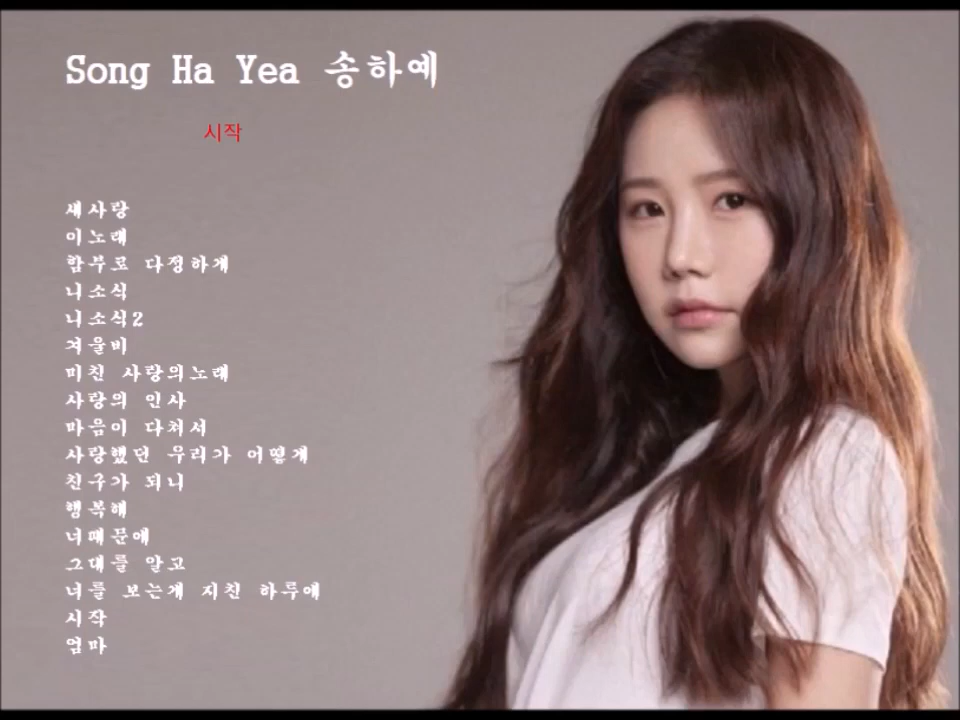 Song Ha Yea 송하예
시작
새사랑
이노래
함부로 다정하게
니소식
니소식2
겨울비
미친 사랑의노래
사랑의 인사
마음이 다쳐서
사랑했던 우리가 어떻게
친구가 되니
행복해
너때문애
그대를 알고
너를 보는게 지친 하루에
시작
엄마